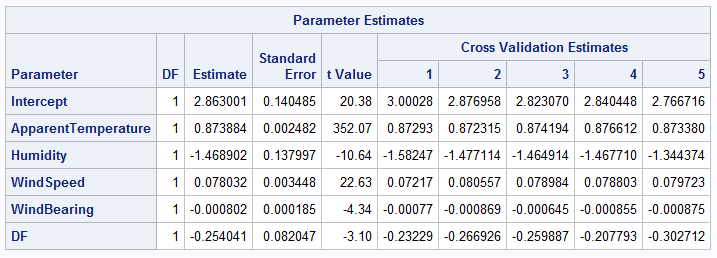 Parameter Estimates
Parameter DF Estimate Standard Error t Value Cross Validation Estimates
1 2 3 4 5
Intercept 1 2.863001 0.140485 20.38 3.00028 2.876958 2.823070 2.840448 2.766716
ApparentTemperature 1 0.873884 0.002482 352.07 0.87293 0.872315 0.874194 0.876612 0.873380
Humidity 1 -1.468902 0.137997 -10.64 -1.58247 -1.477114 -1.464914 -1.467710 -1.344374
WindSpeed 1 0.078032 0.003448 22.63 0.07217 0.080557 0.078984 0.078803 0.079723
WindBearing 1 -0.000802 0.000185 -4.34 -0.00077 -0.000869 -0.000645 -0.000855 -0.000875
DF 1 -0.254041 0.082047 -3.10 -0.23229 -0.266926 -0.259887 -0.207793 -0.302712